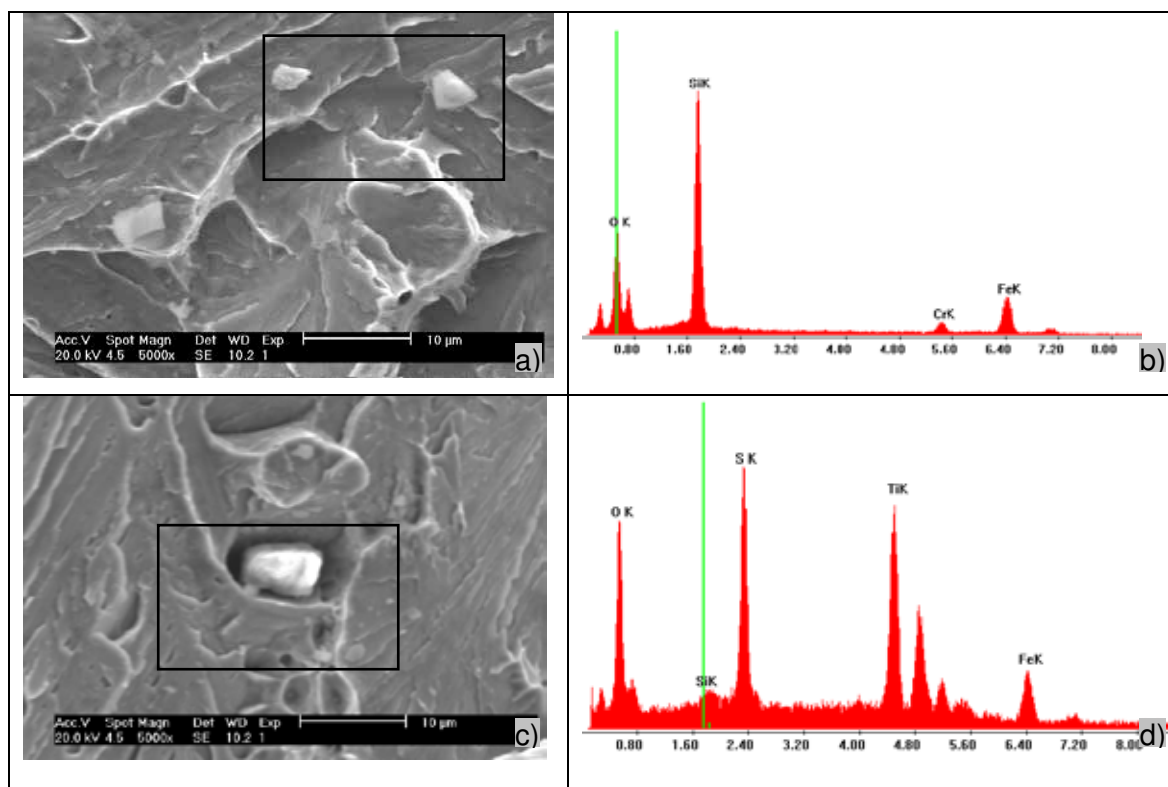 Acc.V Spot Magn Det WD Exp
20.0 kV 4.5 5000x SE 10.2 1
10 µm
a)
SiK
O K
CrK
FeK
0.80 1.60 2.40 3.20 4.00 4.80 5.60 6.40 7.20 8.00
b)
Acc.V Spot Magn Det WD Exp
20.0 kV 4.5 5000x SE 10.2 1
10 µm
c)
S K
TiK
O K
FeK
SiK
0.80 1.60 2.40 3.20 4.00 4.80 5.60 6.40 7.20 8.00
d)